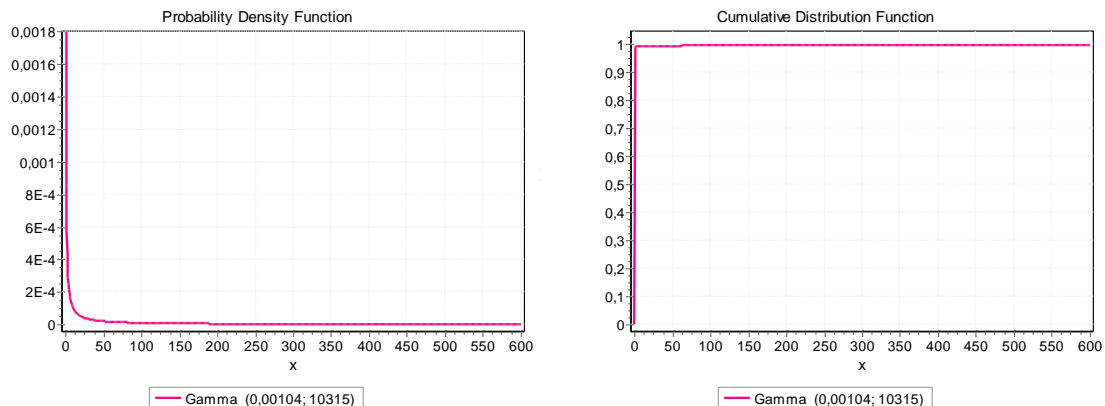 Probability Density Function
0,0018
0,0016
0,0014
0,0012
0,001
8E-4
6E-4
4E-4
2E-4
0
0 50 100 150 200 250 300 350 400 450 500 550 600
x
Gamma (0,00104; 10315)
Cumulative Distribution Function
1
0,9
0,8
0,7
0,6
0,5
0,4
0,3
0,2
0,1
0
0 50 100 150 200 250 300 350 400 450 500 550 600
x
Gamma (0,00104; 10315)